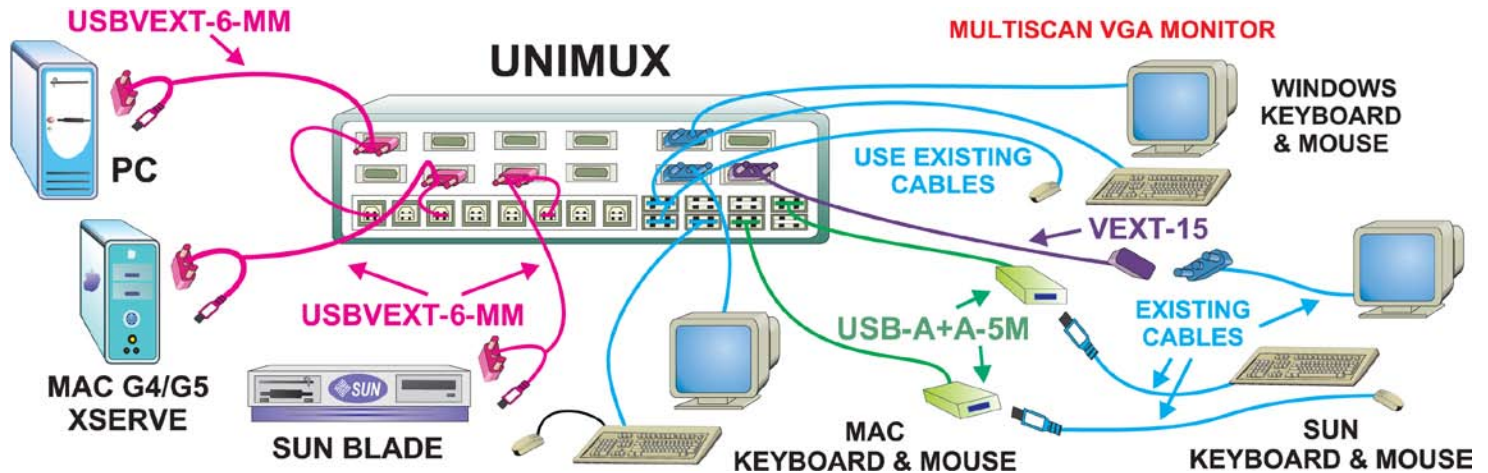 USBVEXT-6-MM
UNIMUX
MULTISCAN VGA MONITOR
WINDOWS
KEYBOARD
& MOUSE
PC
USE EXISTING
CABLES
VEXT-15
MAC G4/G5
XSERVE
USBVEXT-6-MM
SUN
SUN BLADE
USB-A+A-5M
EXISTING
CABLES
MAC
KEYBOARD & MOUSE
SUN
KEYBOARD & MOUSE